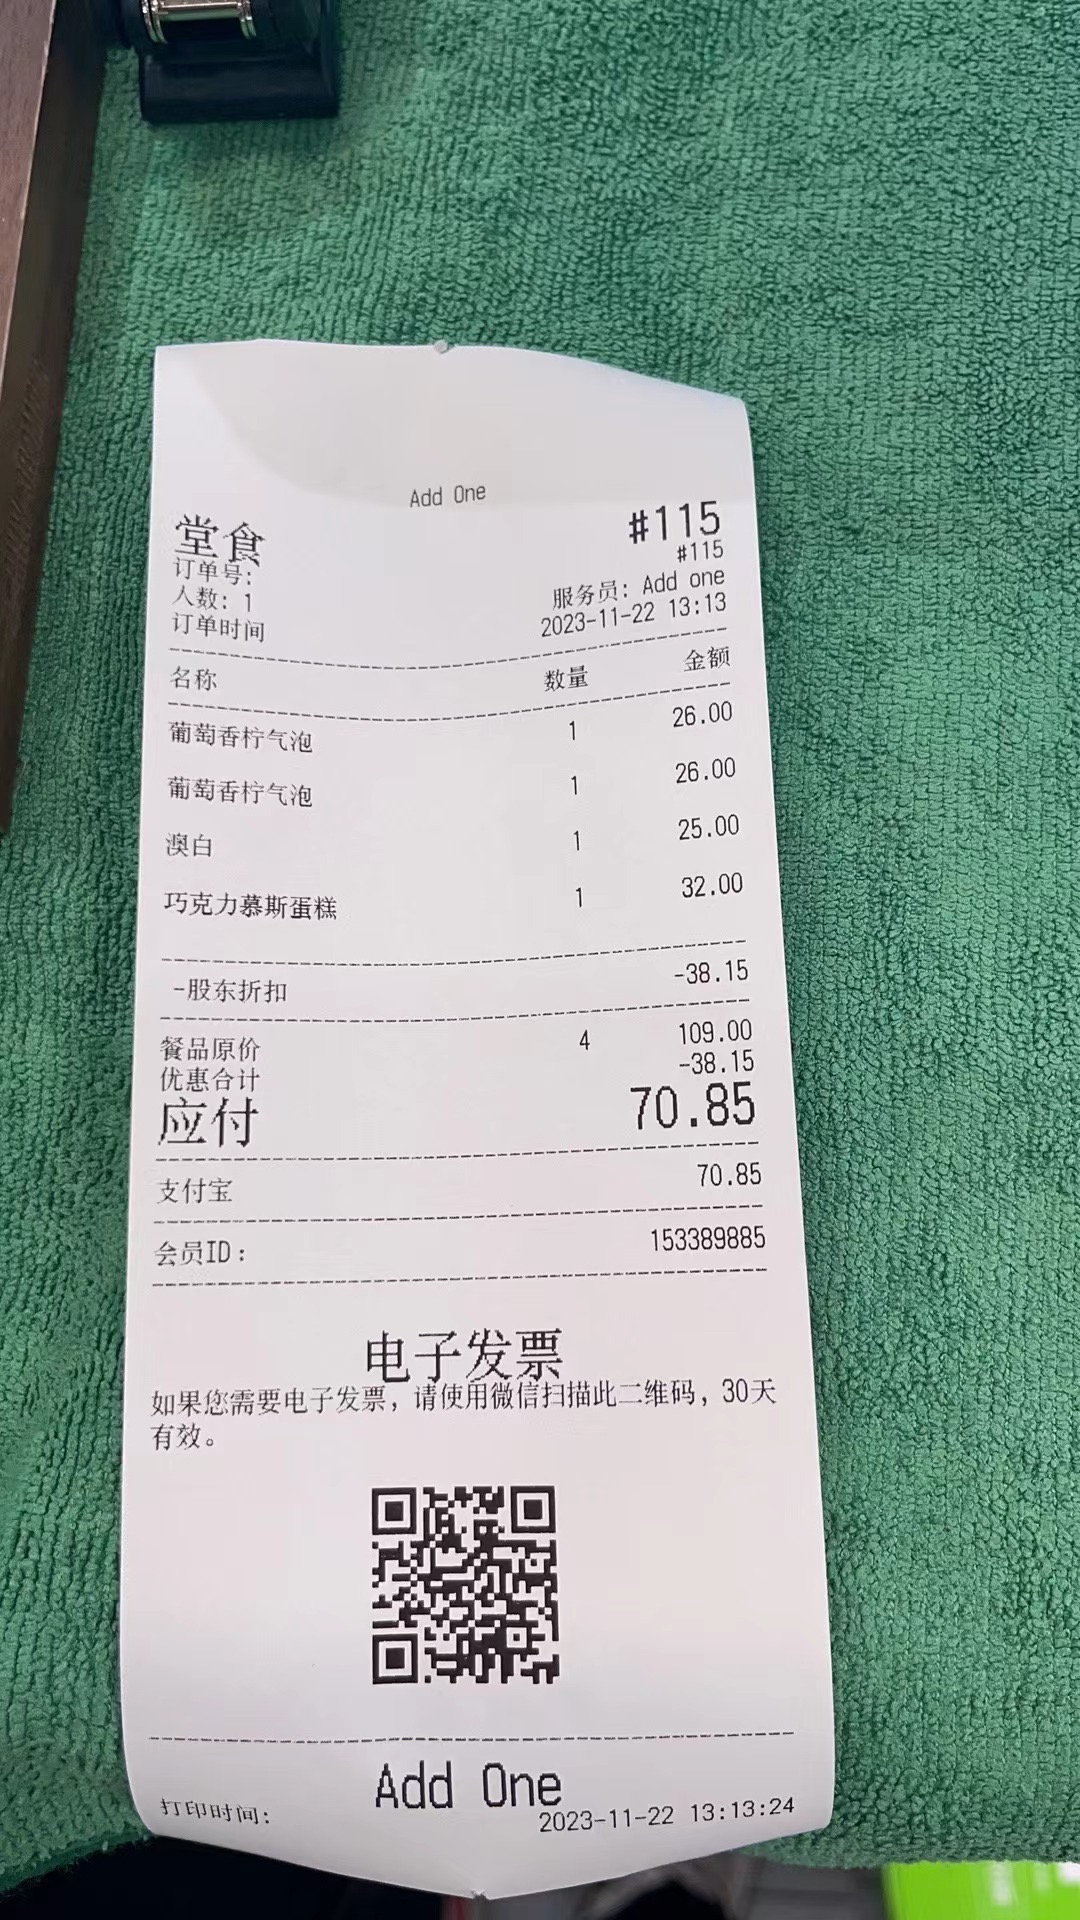 Add One
堂食 #115
订单号: #115
人数: 1 服务员: Add one
订单时间 2023-11-22 13:13
名称 数量 金额
葡萄香柠气泡 1 26.00
葡萄香柠气泡 1 26.00
澳白 1 25.00
巧克力慕斯蛋糕 1 32.00
-股东折扣 -38.15
餐品原价 4 109.00
优惠合计 -38.15
应付 70.85
支付宝 70.85
会员ID: 153389885
电子发票
如果您需要电子发票，请使用微信扫描此二维码，30天
有效。
Add One
打印时间: 2023-11-22 13:13:24